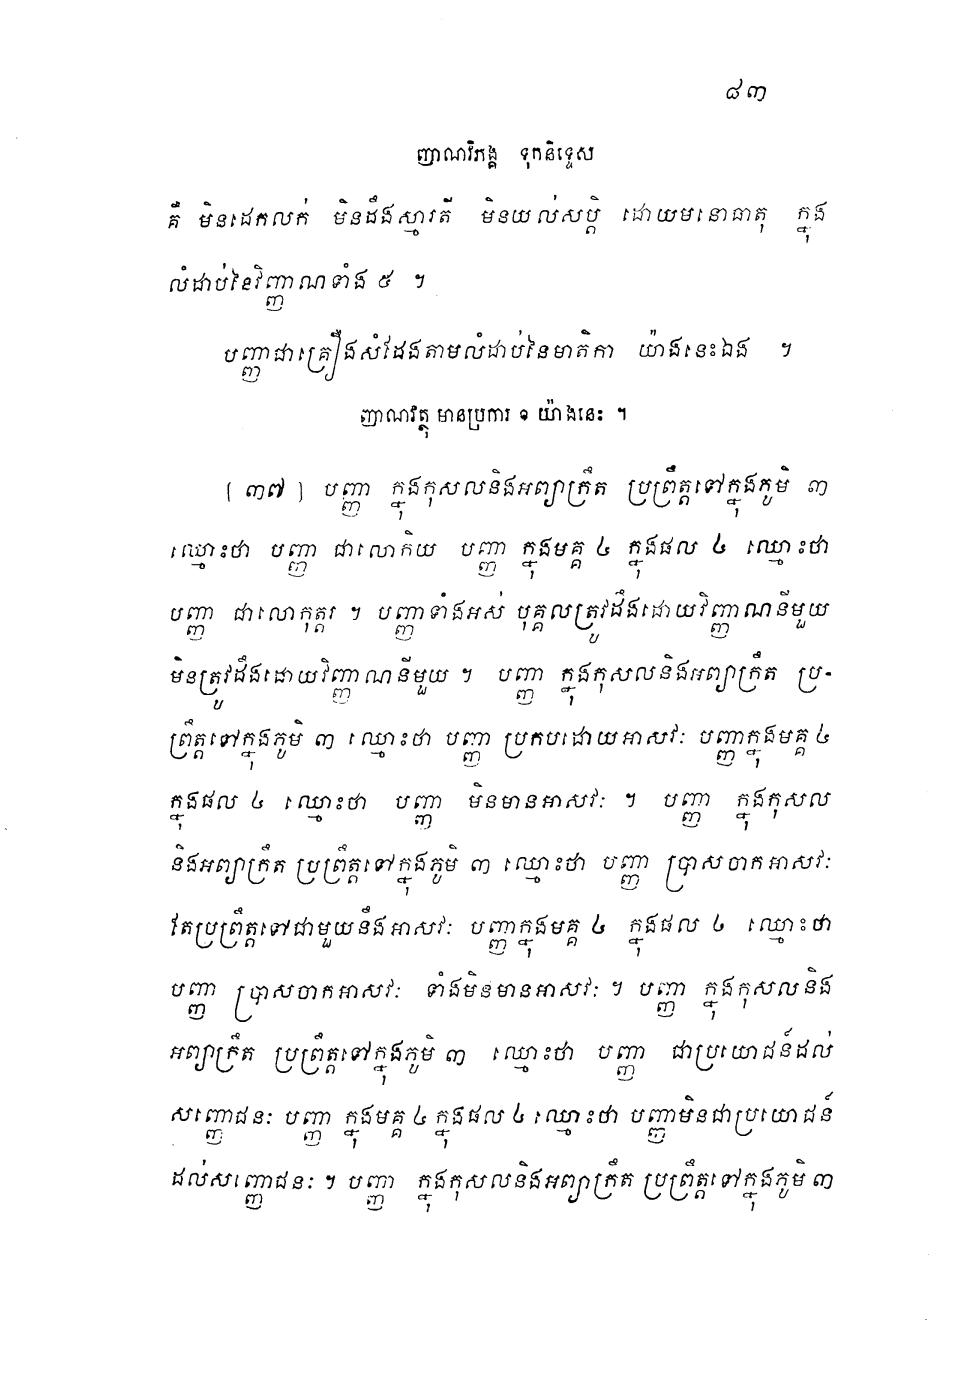 ៨៣
ញាណវិភង្គ ទុកនិទ្ទេស
គឺ មិនដេកលក់ មិនដឹងស្មារតី មិនយល់សប្តិ ដោយមនោធាតុ ក្នុង
លំដាប់នៃវិញ្ញាណទាំង ៥ ។
បញ្ញាជាគ្រឿងសំដែងតាមលំដាប់នៃមាតិកា យ៉ាងនេះឯង ។
ញាណវត្ថុ មានប្រការ ១ យ៉ាងនេះ ។
[ ៣៧ ] បញ្ញា ក្នុងកុសលនិងអព្យាក្រឹត ប្រព្រឹត្តទៅក្នុងភូមិ ៣
ឈ្មោះថា បញ្ញា ជាលោកិយ បញ្ញា ក្នុងមគ្គ ៤ ក្នុងផល ៤ ឈ្មោះថា
បញ្ញា ជាលោកុត្តរ ។ បញ្ញាទាំងអស់ បុគ្គលត្រូវដឹងដោយវិញ្ញាណនីមួយ
មិនត្រូវដឹងដោយវិញ្ញាណនីមួយ ។ បញ្ញា ក្នុងកុសលនិងអព្យាក្រឹត ប្រ-
ព្រឹត្តទៅក្នុងភូមិ ៣ ឈ្មោះថា បញ្ញា ប្រកបដោយអាសវៈ បញ្ញាក្នុងមគ្គ ៤
ក្នុងផល ៤ ឈ្មោះថា បញ្ញា មិនមានអាសវៈ ។ បញ្ញា ក្នុងកុសល
និងអព្យាក្រឹត ប្រព្រឹត្តទៅក្នុងភូមិ ៣ ឈ្មោះថា បញ្ញា ប្រាសចាកអាសវៈ
តែប្រព្រឹត្តទៅជាមួយនឹងអាសវៈ បញ្ញាក្នុងមគ្គ ៤ ក្នុងផល ៤ ឈ្មោះថា
បញ្ញា ប្រាសចាកអាសវៈ ទាំងមិនមានអាសវៈ ។ បញ្ញា ក្នុងកុសលនិង
អព្យាក្រឹត ប្រព្រឹត្តទៅក្នុងភូមិ ៣ ឈ្មោះថា បញ្ញា ជាប្រយោជន៍ដល់
សញ្ញោជនៈ បញ្ញា ក្នុងមគ្គ ៤ ក្នុងផល ៤ ឈ្មោះថា បញ្ញាមិនជាប្រយោជន៍
ដល់សញ្ញោជនៈ ។ បញ្ញា ក្នុងកុសលនិងអព្យាក្រឹត ប្រព្រឹត្តទៅក្នុងភូមិ ៣